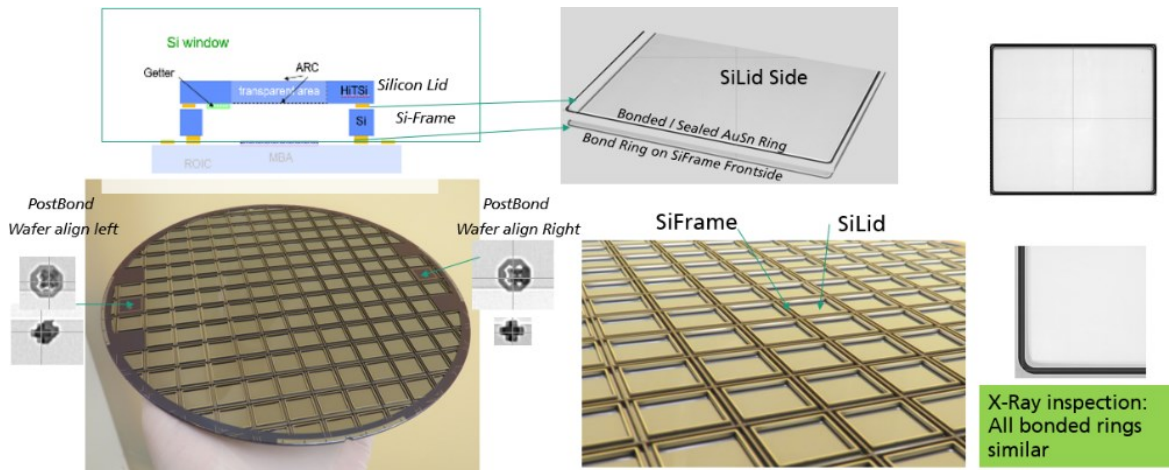 Si window
Getter
ARC
transparent area
HiTSi
Silicon Lid
Si-Frame
Si
ROIC
MBA
SiLid Side
Bonded / Sealed AuSn Ring
Bond Ring on SiFrame Frontside
PostBond
Wafer align left
PostBond
Wafer align Right
SiFrame
SiLid
X-Ray inspection:
All bonded rings
similar